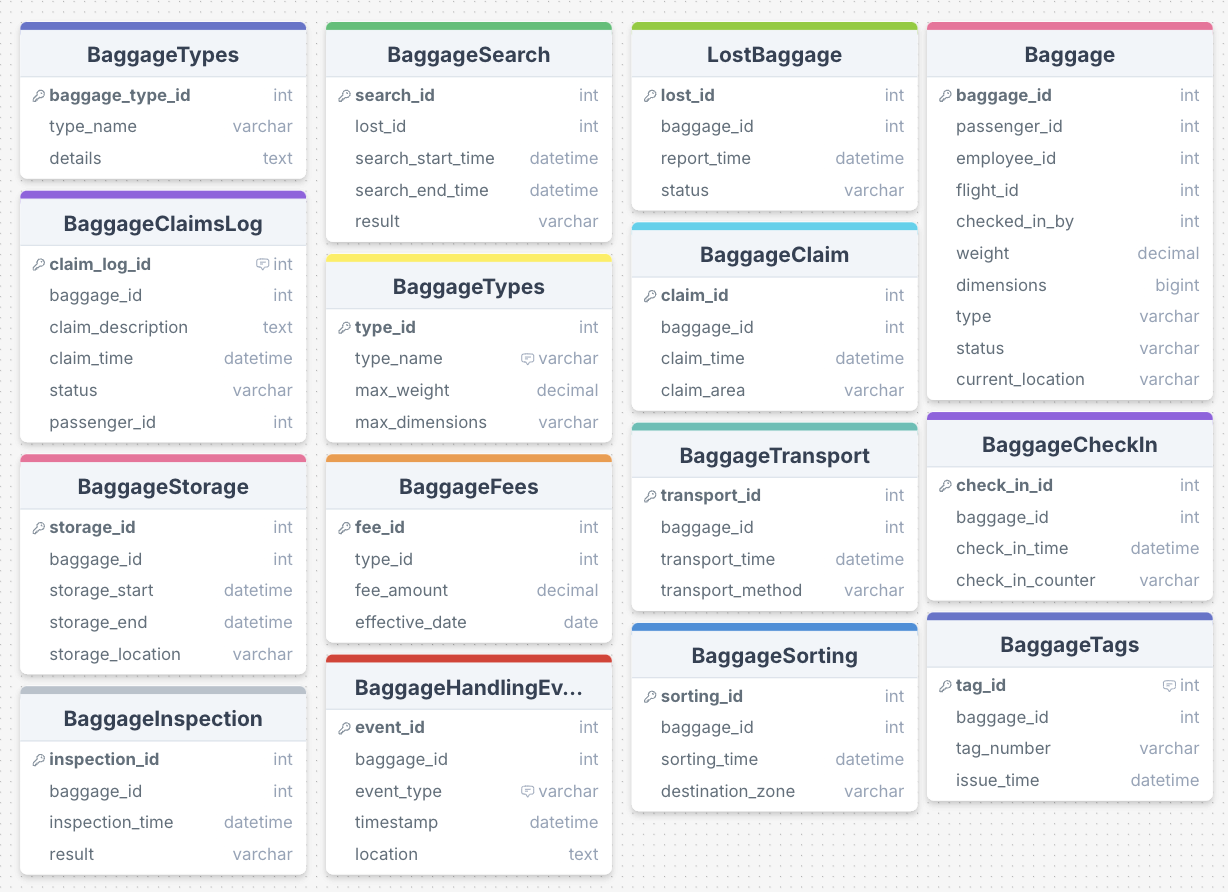 BaggageTypes
baggage_type_id int
type_name varchar
details text
BaggageClaimsLog
claim_log_id int
baggage_id int
claim_description text
claim_time datetime
status varchar
passenger_id int
BaggageStorage
storage_id int
baggage_id int
storage_start datetime
storage_end datetime
storage_location varchar
BaggageInspection
inspection_id int
baggage_id int
inspection_time datetime
result varchar
BaggageSearch
search_id int
lost_id int
search_start_time datetime
search_end_time datetime
result varchar
BaggageTypes
type_id int
type_name varchar
max_weight decimal
max_dimensions varchar
BaggageFees
fee_id int
type_id int
fee_amount decimal
effective_date date
BaggageHandlingEv...
event_id int
baggage_id int
event_type varchar
timestamp datetime
location text
LostBaggage
lost_id int
baggage_id int
report_time datetime
status varchar
BaggageClaim
claim_id int
baggage_id int
claim_time datetime
claim_area varchar
BaggageTransport
transport_id int
baggage_id int
transport_time datetime
transport_method varchar
BaggageSorting
sorting_id int
baggage_id int
sorting_time datetime
destination_zone varchar
Baggage
baggage_id int
passenger_id int
employee_id int
flight_id int
checked_in_by int
weight decimal
dimensions bigint
type varchar
status varchar
current_location varchar
BaggageCheckIn
check_in_id int
baggage_id int
check_in_time datetime
check_in_counter varchar
BaggageTags
tag_id int
baggage_id int
tag_number varchar
issue_time datetime